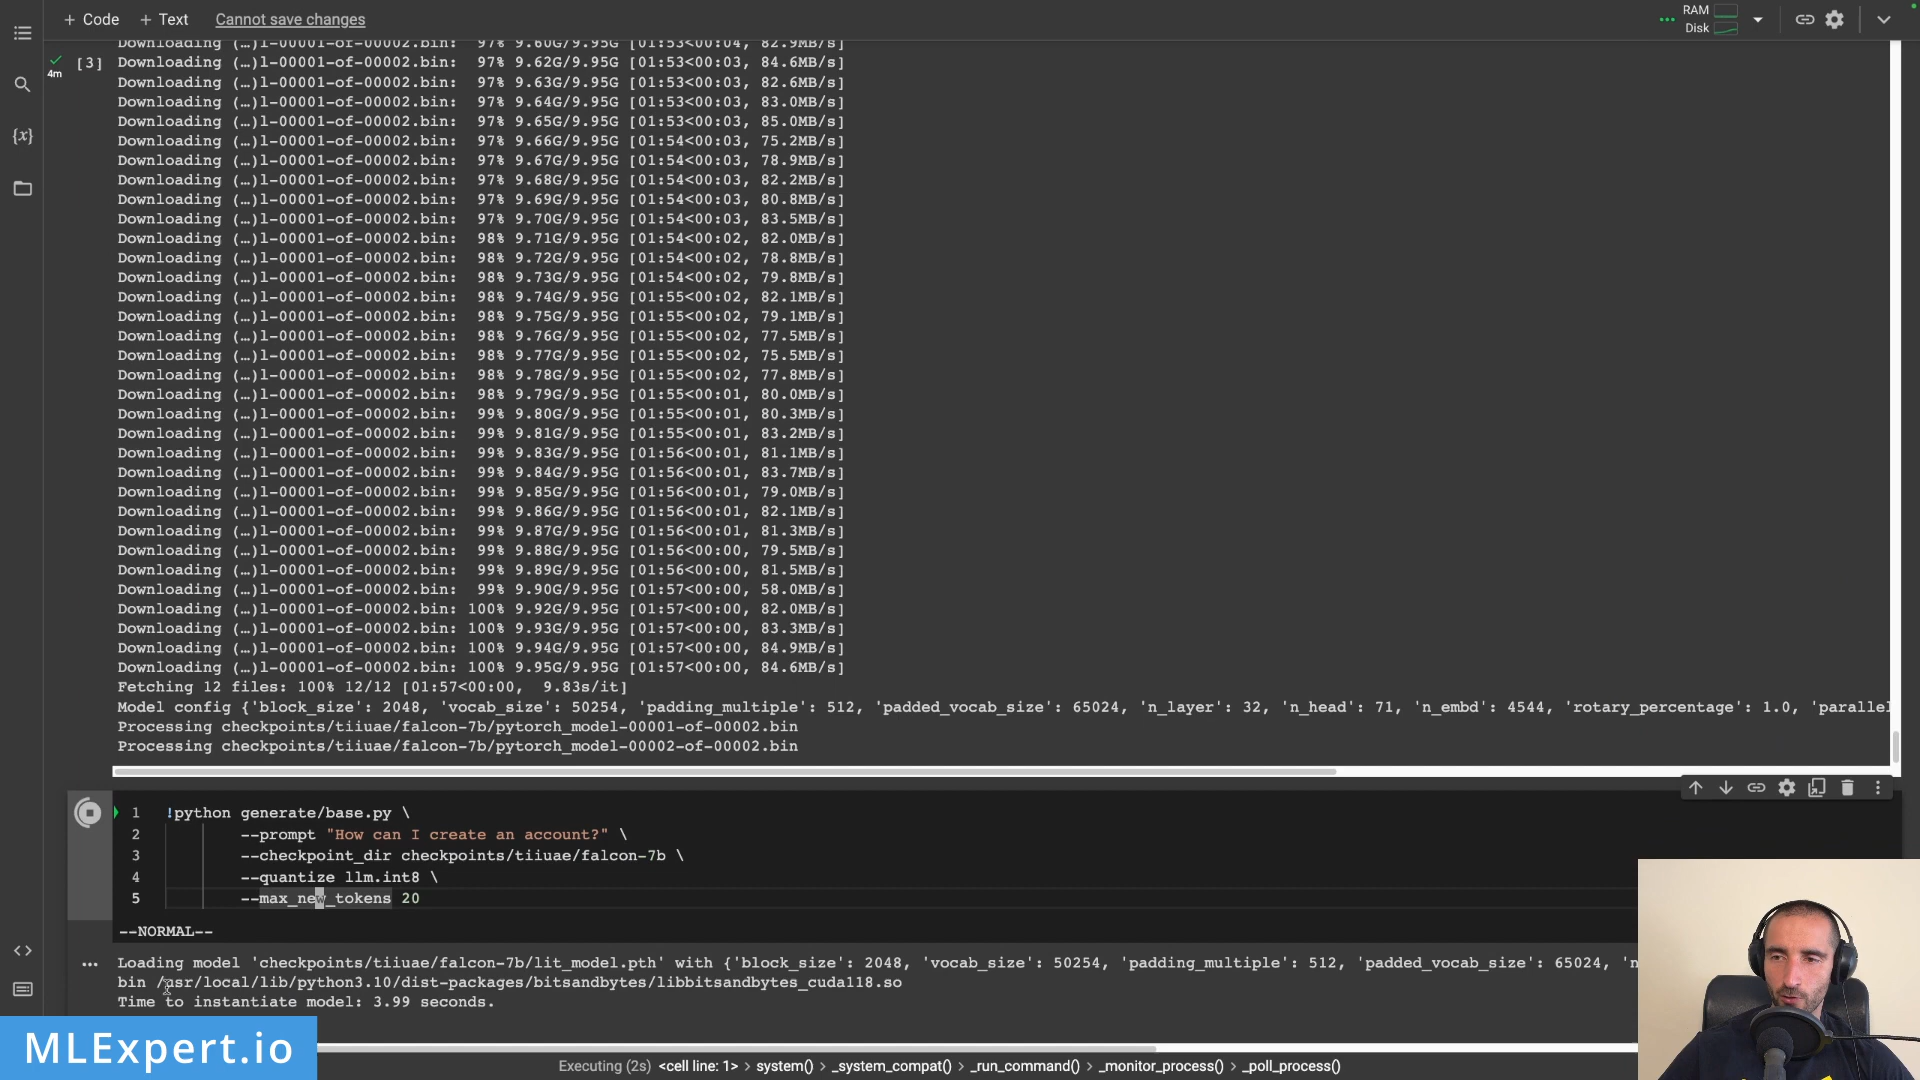 + Code + Text Cannot save changes
RAM
Disk
Downloading (…)l-00001-of-00002.bin:  97% 9.60G/9.95G [01:53<00:04, 82.9MB/s]
4m
[3]
Downloading (…)l-00001-of-00002.bin:  97% 9.62G/9.95G [01:53<00:03, 84.6MB/s]
Downloading (…)l-00001-of-00002.bin:  97% 9.63G/9.95G [01:53<00:03, 82.6MB/s]
Downloading (…)l-00001-of-00002.bin:  97% 9.64G/9.95G [01:53<00:03, 83.0MB/s]
Downloading (…)l-00001-of-00002.bin:  97% 9.65G/9.95G [01:53<00:03, 85.0MB/s]
Downloading (…)l-00001-of-00002.bin:  97% 9.66G/9.95G [01:54<00:03, 75.2MB/s]
Downloading (…)l-00001-of-00002.bin:  97% 9.67G/9.95G [01:54<00:03, 78.9MB/s]
Downloading (…)l-00001-of-00002.bin:  97% 9.68G/9.95G [01:54<00:03, 82.2MB/s]
Downloading (…)l-00001-of-00002.bin:  97% 9.69G/9.95G [01:54<00:03, 80.8MB/s]
Downloading (…)l-00001-of-00002.bin:  97% 9.70G/9.95G [01:54<00:03, 83.5MB/s]
Downloading (…)l-00001-of-00002.bin:  98% 9.71G/9.95G [01:54<00:02, 82.0MB/s]
Downloading (…)l-00001-of-00002.bin:  98% 9.72G/9.95G [01:54<00:02, 78.8MB/s]
Downloading (…)l-00001-of-00002.bin:  98% 9.73G/9.95G [01:54<00:02, 79.8MB/s]
Downloading (…)l-00001-of-00002.bin:  98% 9.74G/9.95G [01:55<00:02, 82.1MB/s]
Downloading (…)l-00001-of-00002.bin:  98% 9.75G/9.95G [01:55<00:02, 79.1MB/s]
Downloading (…)l-00001-of-00002.bin:  98% 9.76G/9.95G [01:55<00:02, 77.5MB/s]
Downloading (…)l-00001-of-00002.bin:  98% 9.77G/9.95G [01:55<00:02, 75.5MB/s]
Downloading (…)l-00001-of-00002.bin:  98% 9.78G/9.95G [01:55<00:02, 77.8MB/s]
Downloading (…)l-00001-of-00002.bin:  98% 9.79G/9.95G [01:55<00:01, 80.0MB/s]
Downloading (…)l-00001-of-00002.bin:  99% 9.80G/9.95G [01:55<00:01, 80.3MB/s]
Downloading (…)l-00001-of-00002.bin:  99% 9.81G/9.95G [01:55<00:01, 83.2MB/s]
Downloading (…)l-00001-of-00002.bin:  99% 9.83G/9.95G [01:56<00:01, 81.1MB/s]
Downloading (…)l-00001-of-00002.bin:  99% 9.84G/9.95G [01:56<00:01, 83.7MB/s]
Downloading (…)l-00001-of-00002.bin:  99% 9.85G/9.95G [01:56<00:01, 79.0MB/s]
Downloading (…)l-00001-of-00002.bin:  99% 9.86G/9.95G [01:56<00:01, 82.1MB/s]
Downloading (…)l-00001-of-00002.bin:  99% 9.87G/9.95G [01:56<00:01, 81.3MB/s]
Downloading (…)l-00001-of-00002.bin:  99% 9.88G/9.95G [01:56<00:00, 79.5MB/s]
Downloading (…)l-00001-of-00002.bin:  99% 9.89G/9.95G [01:56<00:00, 81.5MB/s]
Downloading (…)l-00001-of-00002.bin:  99% 9.90G/9.95G [01:57<00:00, 58.0MB/s]
Downloading (…)l-00001-of-00002.bin: 100% 9.92G/9.95G [01:57<00:00, 82.0MB/s]
Downloading (…)l-00001-of-00002.bin: 100% 9.93G/9.95G [01:57<00:00, 83.3MB/s]
Downloading (…)l-00001-of-00002.bin: 100% 9.94G/9.95G [01:57<00:00, 84.9MB/s]
Downloading (…)l-00001-of-00002.bin: 100% 9.95G/9.95G [01:57<00:00, 84.6MB/s]
Fetching 12 files: 100% 12/12 [01:57<00:00,  9.83s/it]
Model config {'block_size': 2048, 'vocab_size': 50254, 'padding_multiple': 512, 'padded_vocab_size': 65024, 'n_layer': 32, 'n_head': 71, 'n_embd': 4544, 'rotary_percentage': 1.0, 'parallel
Processing checkpoints/tiiuae/falcon-7b/pytorch_model-00001-of-00002.bin
Processing checkpoints/tiiuae/falcon-7b/pytorch_model-00002-of-00002.bin
1 !python generate/base.py \
2 --prompt "How can I create an account?" \
3 --checkpoint_dir checkpoints/tiiuae/falcon-7b \
4 --quantize llm.int8 \
5 --max_new_tokens 20
--NORMAL--
Loading model 'checkpoints/tiiuae/falcon-7b/lit_model.pth' with {'block_size': 2048, 'vocab_size': 50254, 'padding_multiple': 512, 'padded_vocab_size': 65024, 'n
bin /usr/local/lib/python3.10/dist-packages/bitsandbytes/libbitsandbytes_cuda118.so
Time to instantiate model: 3.99 seconds.
MLExpert.io
Executing (2s) <cell line: 1> > system() > _system_compat() > _run_command() > _monitor_process() > _poll_process()